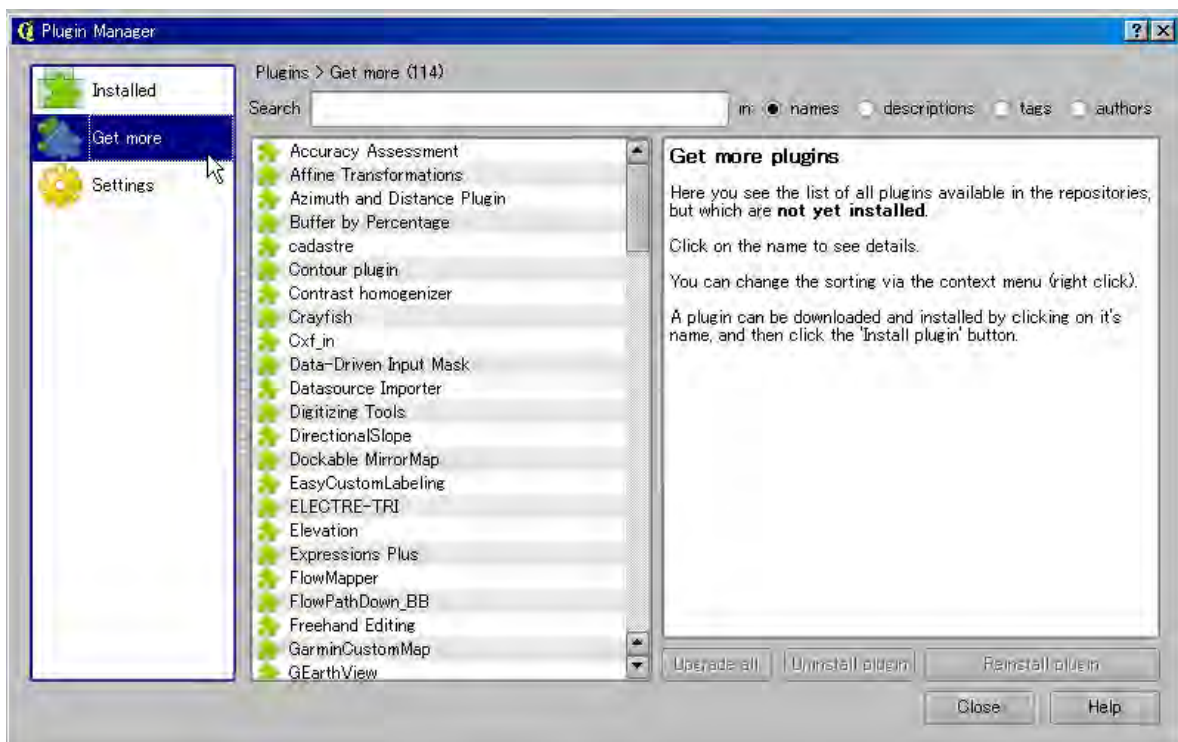 Plugin Manager
Installed
Get more
Settings
Plugins > Get more (114)
Search
in names descriptions tags authors
Accuracy Assessment
Affine Transformations
Azimuth and Distance Plugin
Buffer by Percentage
cadastre
Contour plugin
Contrast homogenizer
Crayfish
Cxf_in
Data-Driven Input Mask
Datasource Importer
Digitizing Tools
DirectionalSlope
Dockable MirrorMap
EasyCustomLabeling
ELECTRE-TRI
Elevation
Expressions Plus
FlowMapper
FlowPathDown_BB
Freehand Editing
GarminCustomMap
GEarthView
Get more plugins
Here you see the list of all plugins available in the repositories,
but which are not yet installed.
Click on the name to see details.
You can change the sorting via the context menu (right click).
A plugin can be downloaded and installed by clicking on it's
name, and then click the 'Install plugin' button.
Upgrade all
Uninstall plugin
Reinstall plugin
Close
Help